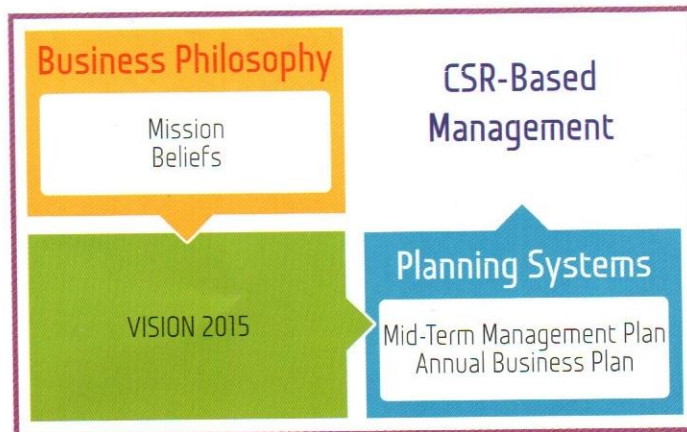 Business Philosophy
Mission
Beliefs
VISION 2015
Planning Systems
Mid-Term Management Plan
Annual Business Plan
CSR-Based
Management